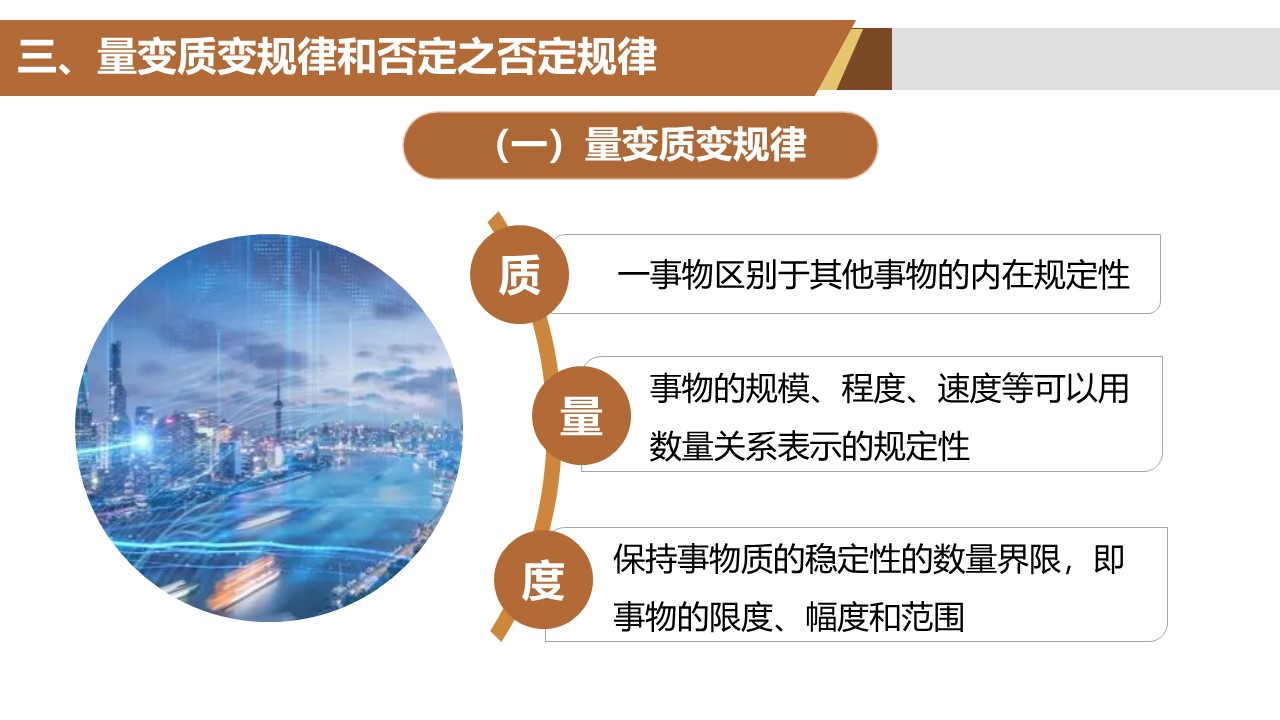 三、量变质变规律和否定之否定规律
（一）量变质变规律
质
一事物区别于其他事物的内在规定性
量
事物的规模、程度、速度等可以用
数量关系表示的规定性
度
保持事物质的稳定性的数量界限，即
事物的限度、幅度和范围